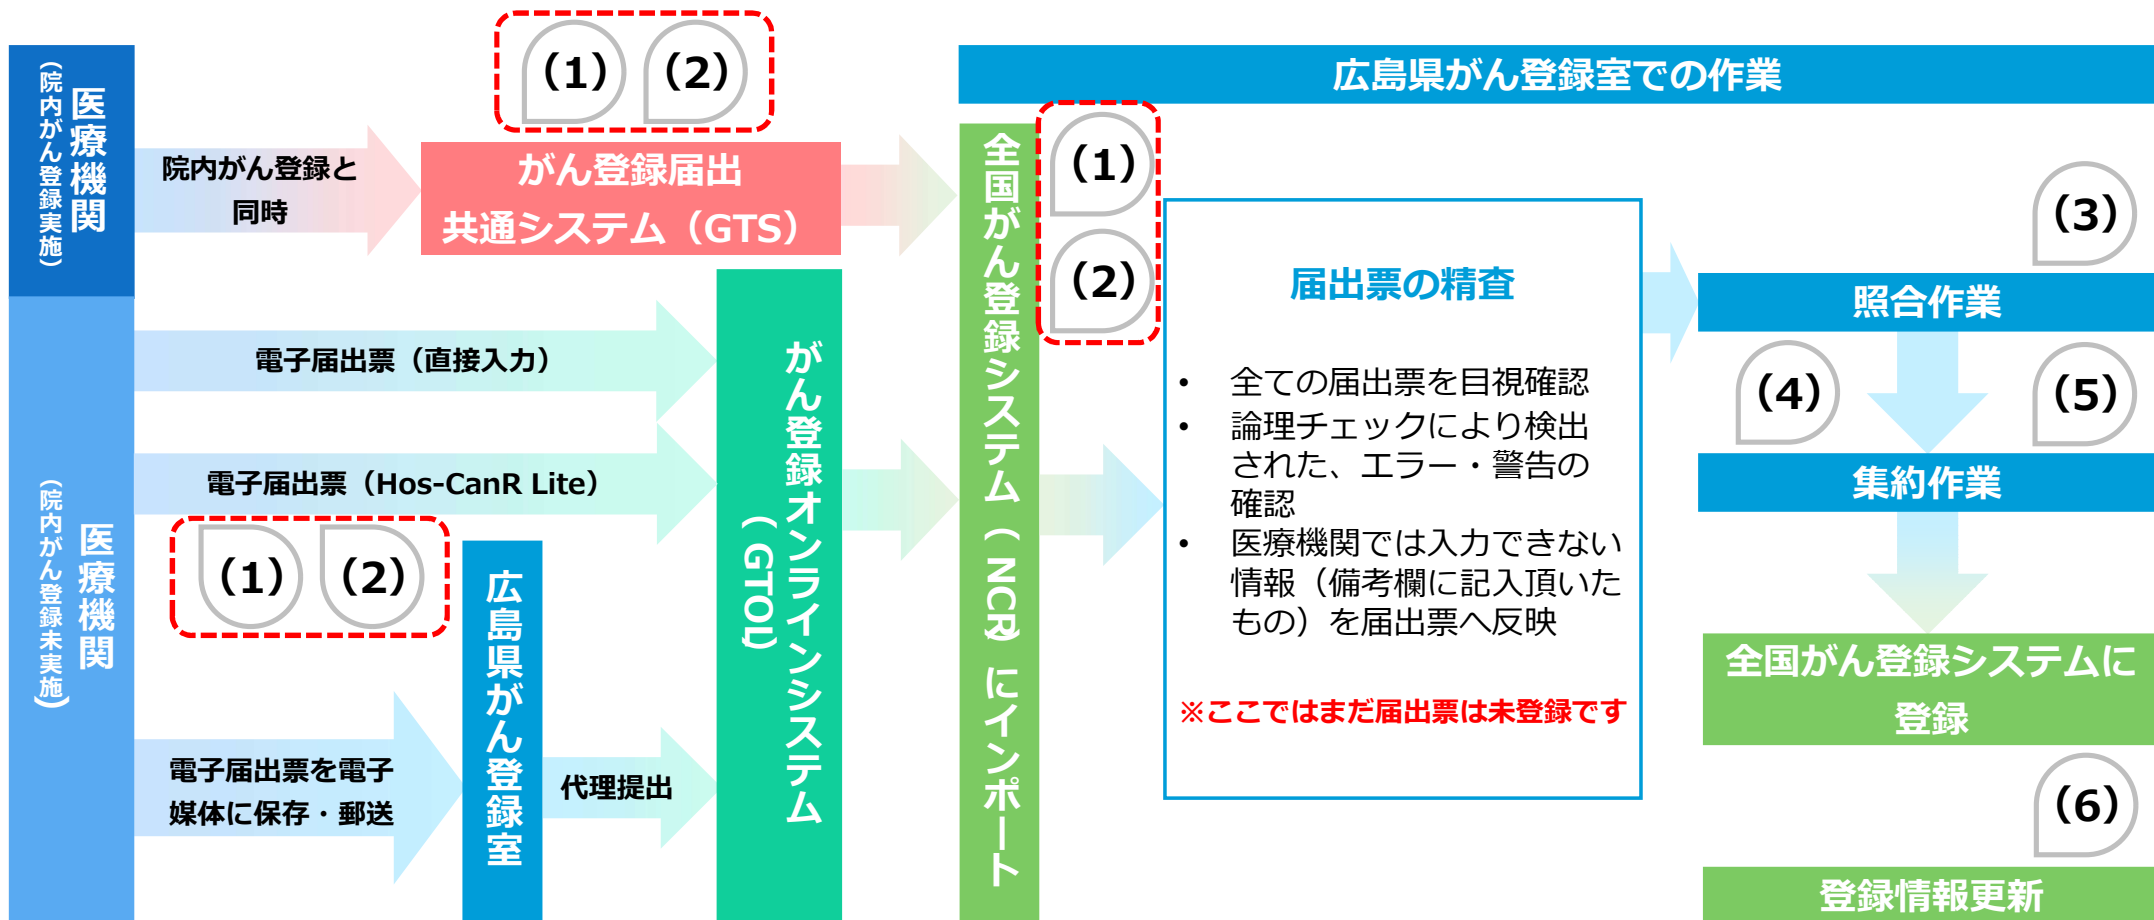 医療機関
（院内がん登録実施）
院内がん登録と
同時
(1)
(2)
がん登録届出
共通システム（GTS）
医療機関
（院内がん登録未実施）
電子届出票（直接入力）
電子届出票（Hos-CanR Lite）
(1)
(2)
電子届出票を電子
媒体に保存・郵送
広島県がん登録室
代理提出
がん登録オンラインシステム
（GTOL）
広島県がん登録室での作業
全国がん登録システム（NCR）にインポート
(1)
(2)
届出票の精査
• 全ての届出票を目視確認
• 論理チェックにより検出
された、エラー・警告の
確認
• 医療機関では入力できない
情報（備考欄に記入頂いた
もの）を届出票へ反映
※ここではまだ届出票は未登録です
(3)
照合作業
(4)
(5)
集約作業
全国がん登録システムに
登録
(6)
登録情報更新